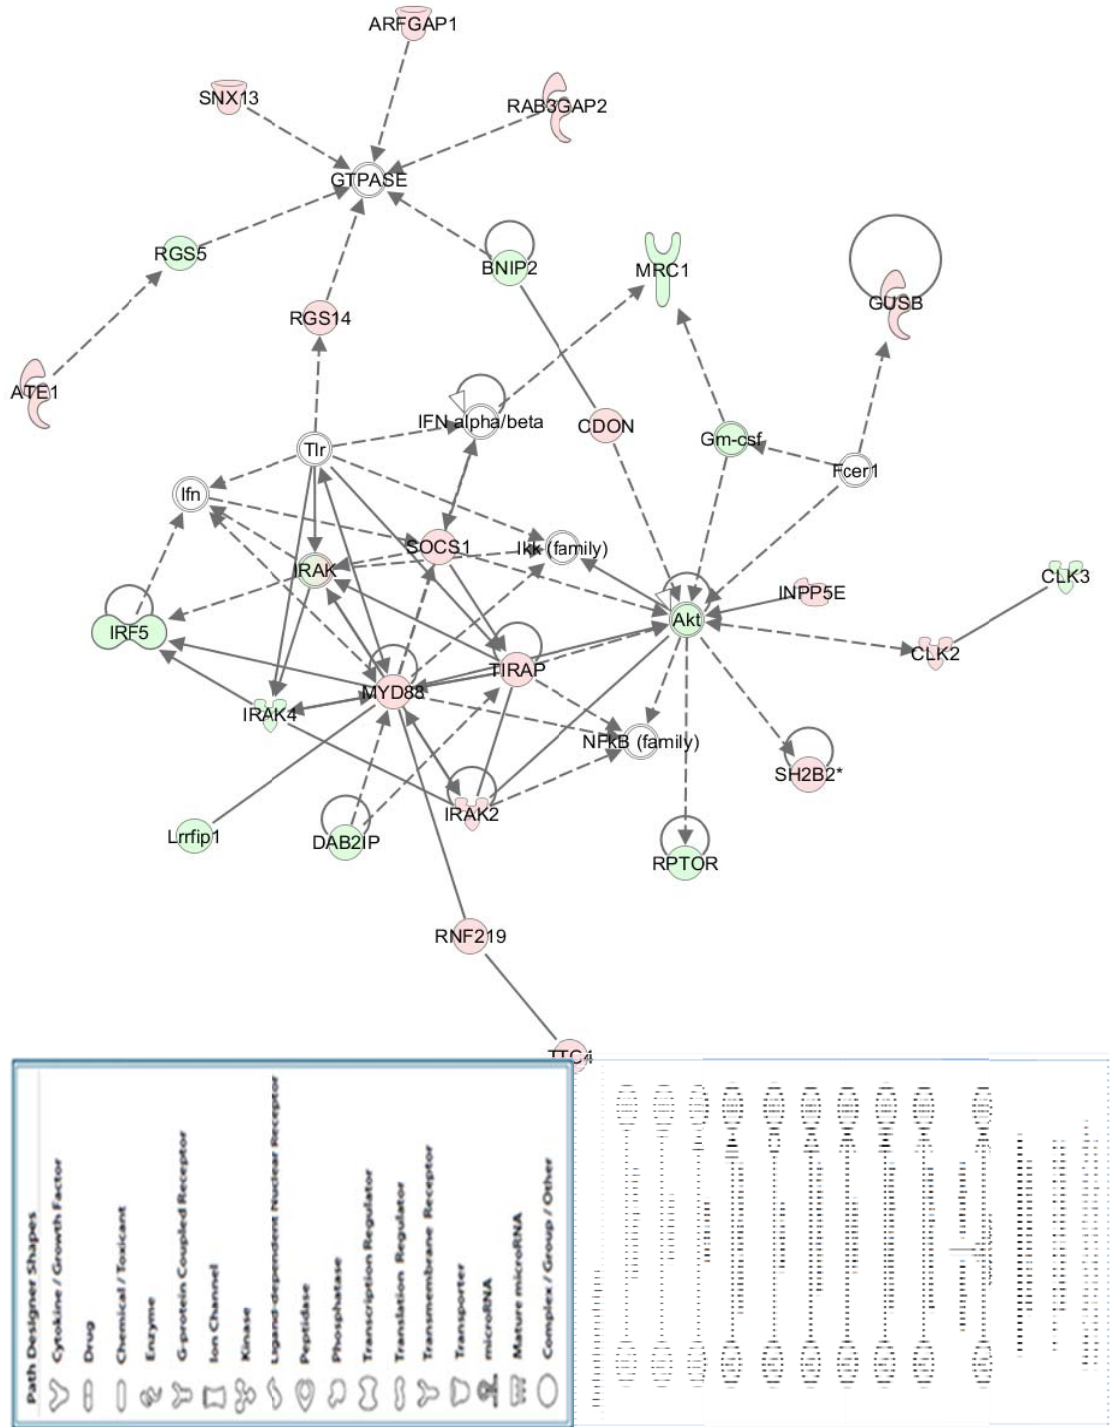 ARFGAP1
SNX13
RAB3GAP2
GTPASE
RGS5
BNIP2
MRC1
GUSB
RGS14
ATE1
IFN alpha/beta
CDON
Gm-csf
Fcer1
Tlr
Ifn
SOCS1
Ikk (family)
IRAK
CLK3
INPP5E
IRF5
Akt
CLK2
TIRAP
MYD88
IRAK4
NFkB (family)
SH2B2*
IRAK2
Lrrfip1
DAB2IP
RPTOR
RNF219
TTC4
Path Designer Shapes
Cytokine / Growth Factor
Drug
Chemical / Toxicant
Enzyme
G-protein Coupled Receptor
Ion Channel
Kinase
Ligand-dependent Nuclear Receptor
Peptidase
Phosphatase
Transcription Regulator
Translation Regulator
Transmembrane Receptor
Transporter
microRNA
Mature microRNA
Complex / Group / Other